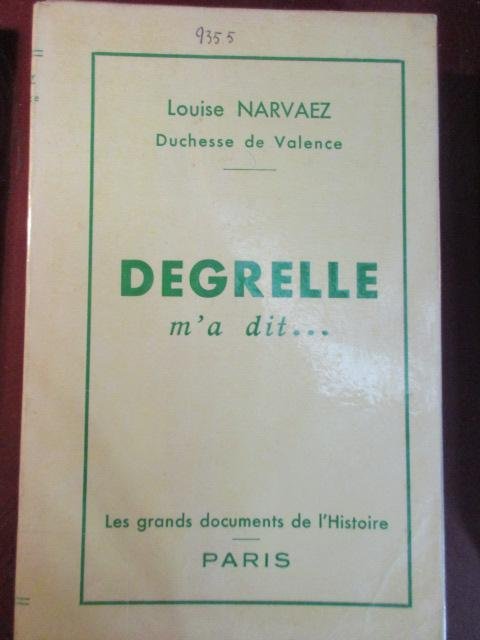 9355
Louise NARVAEZ
Duchesse de Valence
DEGRELLE
m'a dit...
Les grands documents de l'Histoire
PARIS